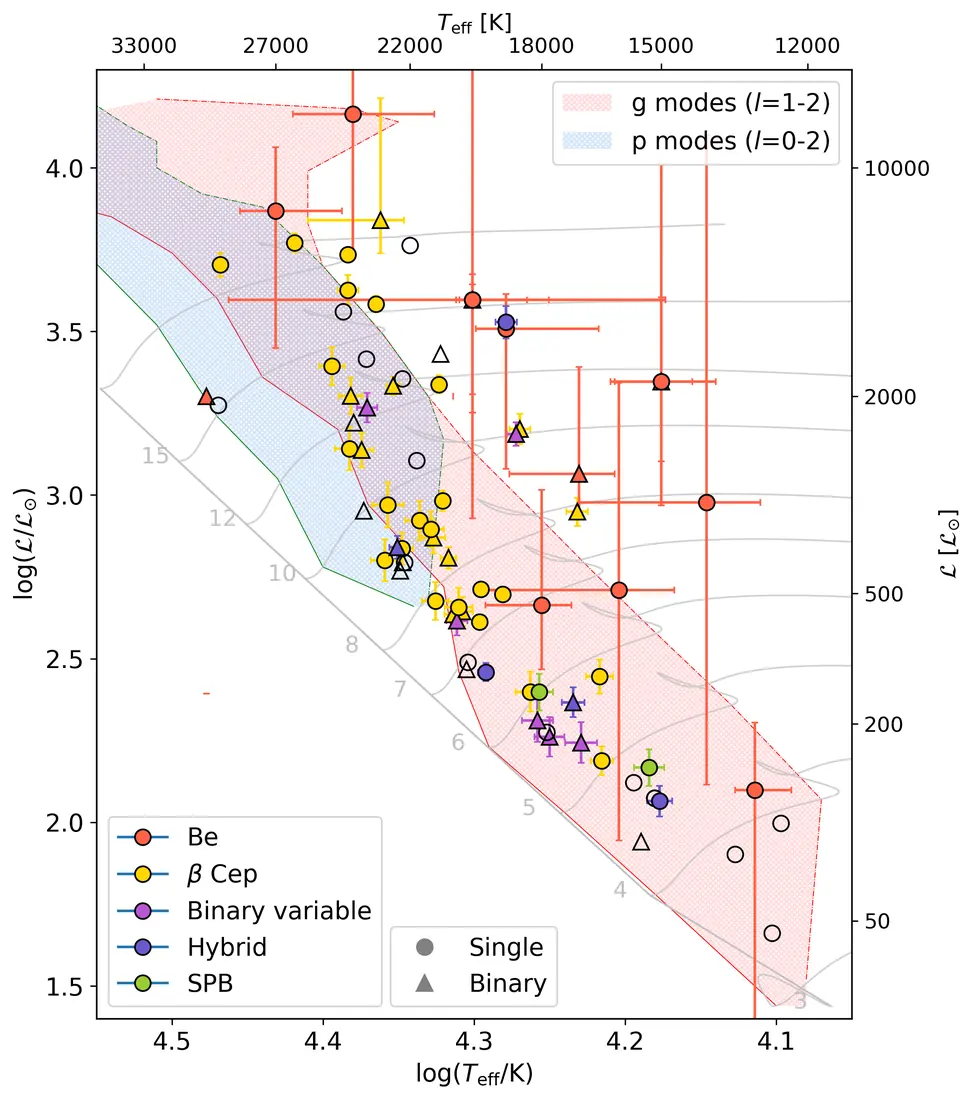 T_eff [K]
33000 27000 22000 18000 15000 12000
g modes (l=1-2)
p modes (l=0-2)
4.0
3.5
3.0
2.5
2.0
1.5
log(ℒ/ℒ⊙)
10000
2000
500
200
50
ℒ [ℒ⊙]
15
12
10
8
7
6
5
4
3
Be
β Cep
Binary variable
Hybrid
SPB
Single
Binary
4.5 4.4 4.3 4.2 4.1
log(T_eff/K)